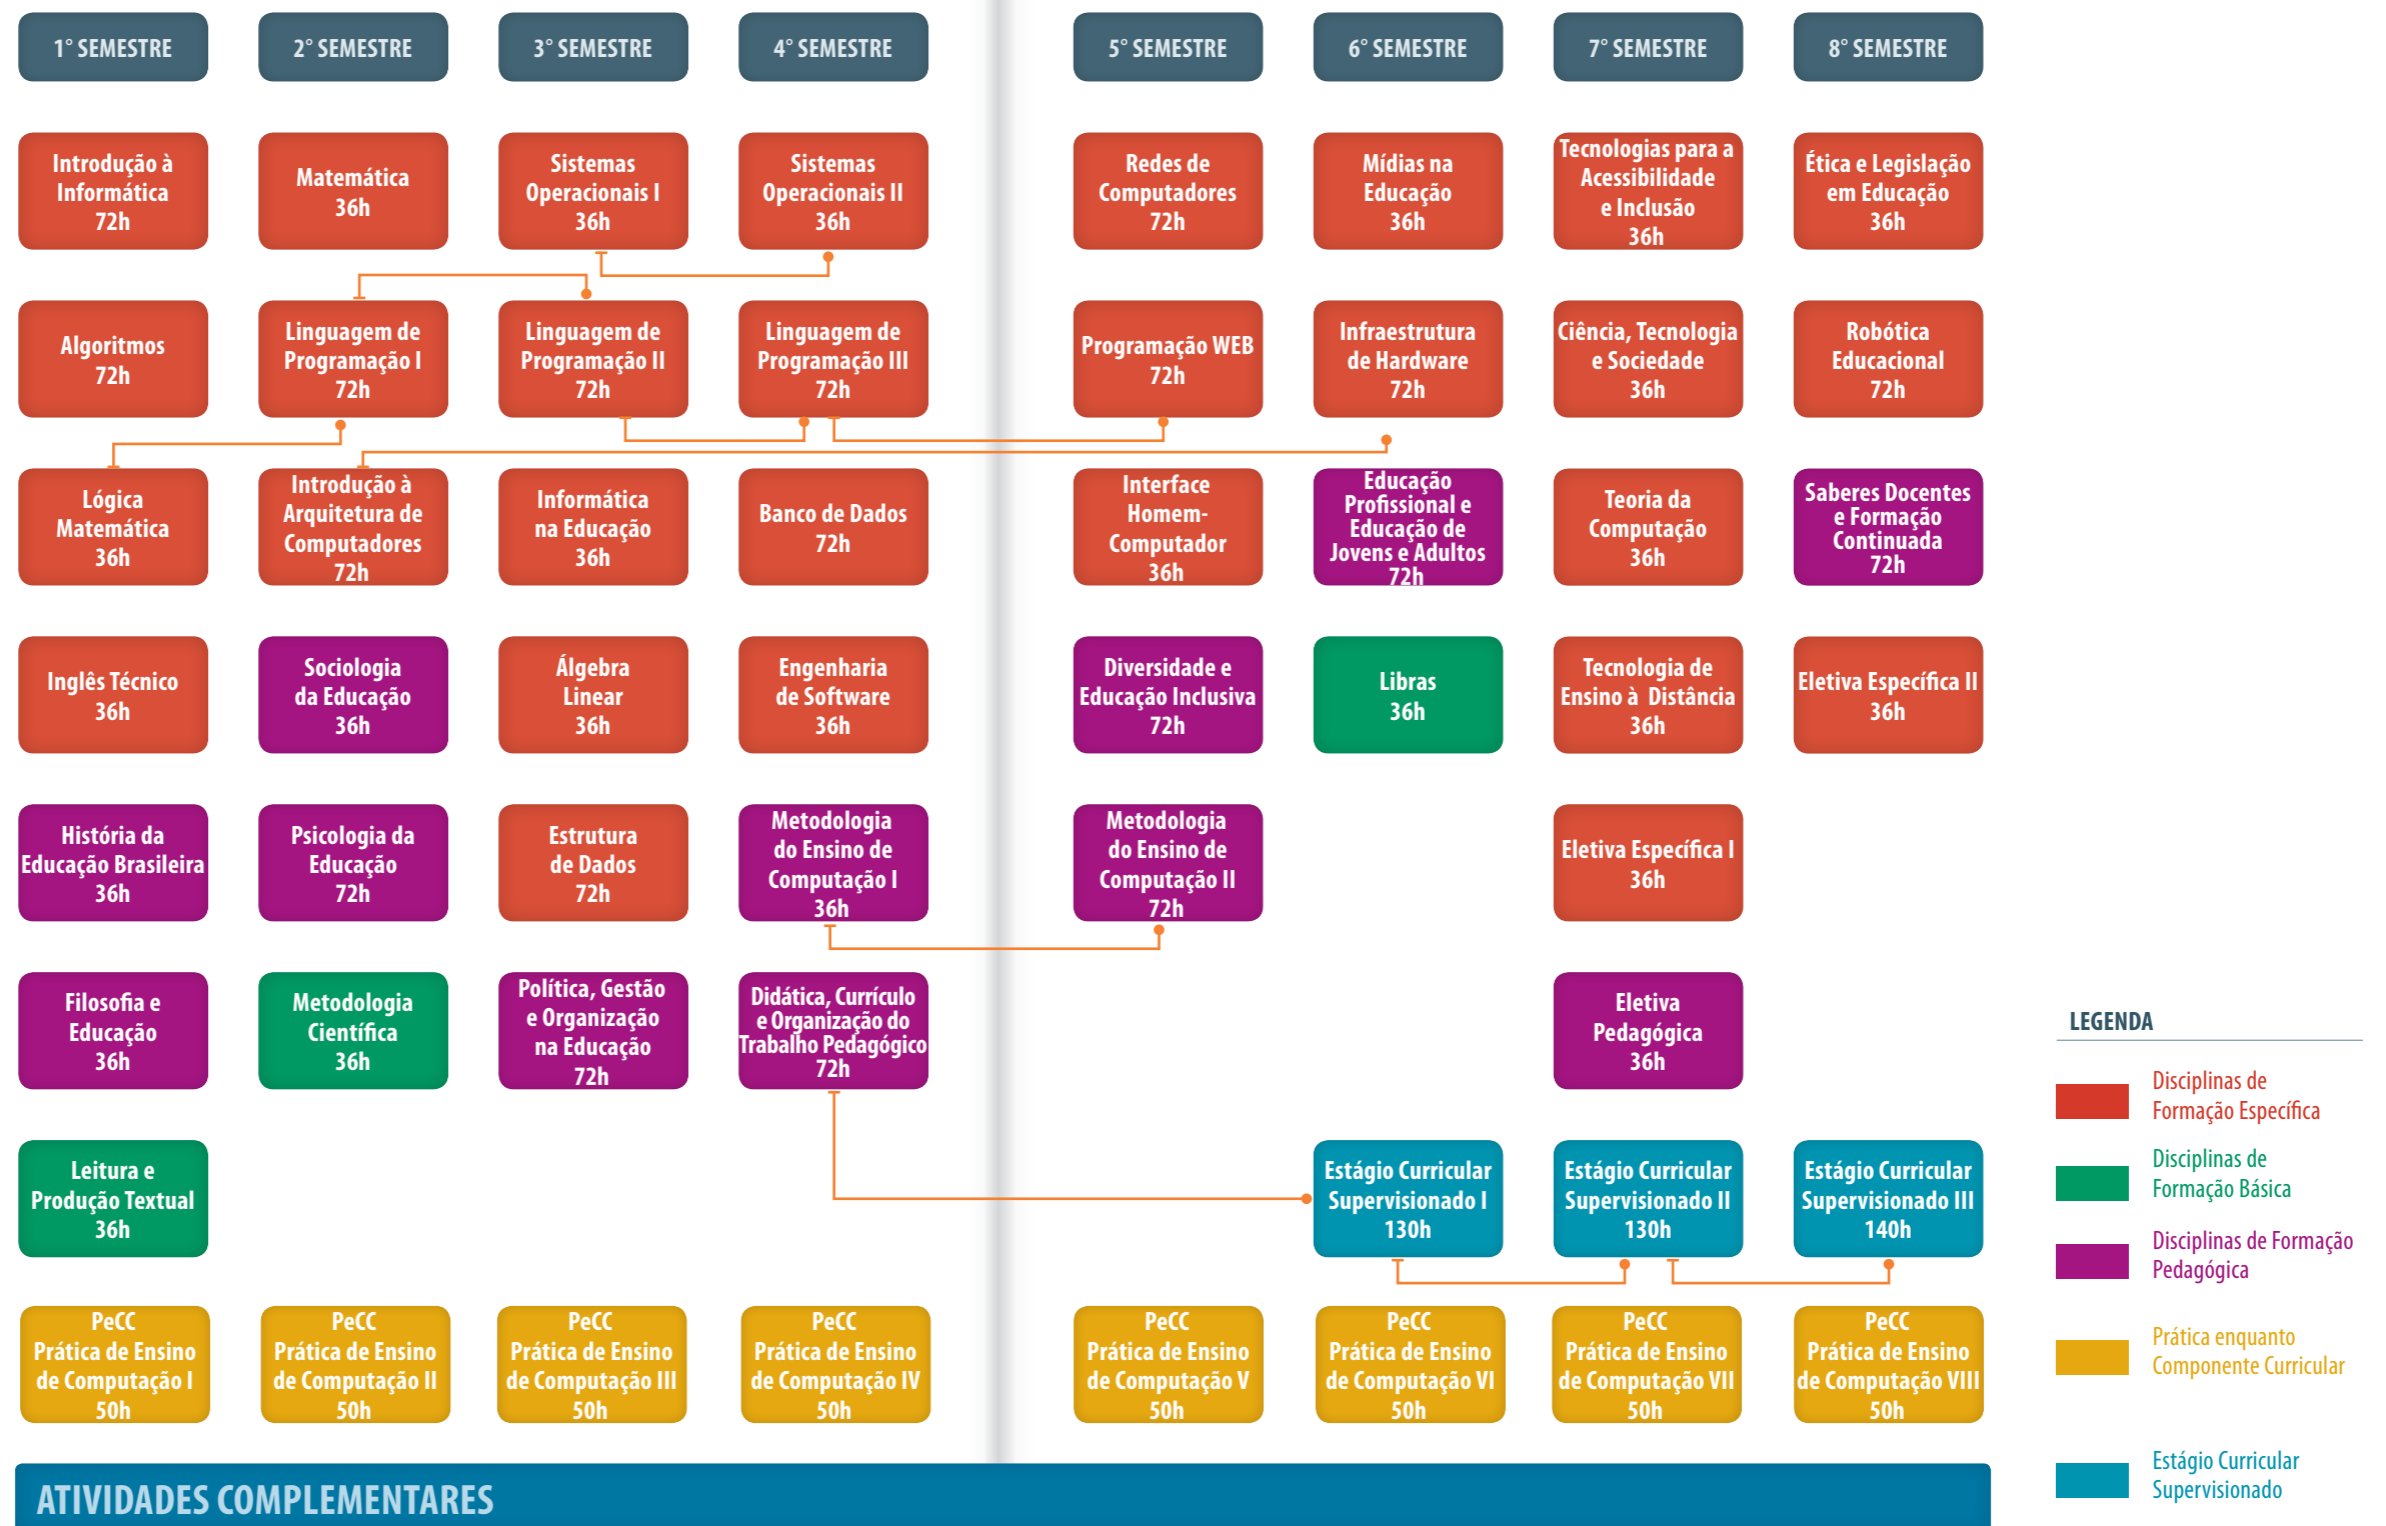 1° SEMESTRE
2° SEMESTRE
3° SEMESTRE
4° SEMESTRE
5° SEMESTRE
6° SEMESTRE
7° SEMESTRE
8° SEMESTRE
Introdução à
Informática
72h
Matemática
36h
Sistemas
Operacionais I
36h
Sistemas
Operacionais II
36h
Redes de
Computadores
72h
Mídias na
Educação
36h
Tecnologias para a
Acessibilidade
e Inclusão
36h
Ética e Legislação
em Educação
36h
Algoritmos
72h
Linguagem de
Programação I
72h
Linguagem de
Programação II
72h
Linguagem de
Programação III
72h
Programação WEB
72h
Infraestrutura
de Hardware
72h
Ciência, Tecnologia
e Sociedade
36h
Robótica
Educacional
72h
Lógica
Matemática
36h
Introdução à
Arquitetura de
Computadores
72h
Informática
na Educação
36h
Banco de Dados
72h
Interface
Homem-
Computador
36h
Educação
Profissional e
Educação de
Jovens e Adultos
72h
Teoria da
Computação
36h
Saberes Docentes
e Formação
Continuada
72h
Inglês Técnico
36h
Sociologia
da Educação
36h
Álgebra
Linear
36h
Engenharia
de Software
36h
Diversidade e
Educação Inclusiva
72h
Libras
36h
Tecnologia de
Ensino à Distância
36h
Eletiva Específica II
36h
História da
Educação Brasileira
36h
Psicologia da
Educação
72h
Estrutura
de Dados
72h
Metodologia
do Ensino de
Computação I
36h
Metodologia
do Ensino de
Computação II
72h
Eletiva Específica I
36h
Filosofia e
Educação
36h
Metodologia
Científica
36h
Política, Gestão
e Organização
na Educação
72h
Didática, Currículo
e Organização do
Trabalho Pedagógico
72h
Eletiva
Pedagógica
36h
Leitura e
Produção Textual
36h
Estágio Curricular
Supervisionado I
130h
Estágio Curricular
Supervisionado II
130h
Estágio Curricular
Supervisionado III
140h
PeCC
Prática de Ensino
de Computação I
50h
PeCC
Prática de Ensino
de Computação II
50h
PeCC
Prática de Ensino
de Computação III
50h
PeCC
Prática de Ensino
de Computação IV
50h
PeCC
Prática de Ensino
de Computação V
50h
PeCC
Prática de Ensino
de Computação VI
50h
PeCC
Prática de Ensino
de Computação VII
50h
PeCC
Prática de Ensino
de Computação VIII
50h
ATIVIDADES COMPLEMENTARES
LEGENDA
Disciplinas de
Formação Específica
Disciplinas de
Formação Básica
Disciplinas de Formação
Pedagógica
Prática enquanto
Componente Curricular
Estágio Curricular
Supervisionado